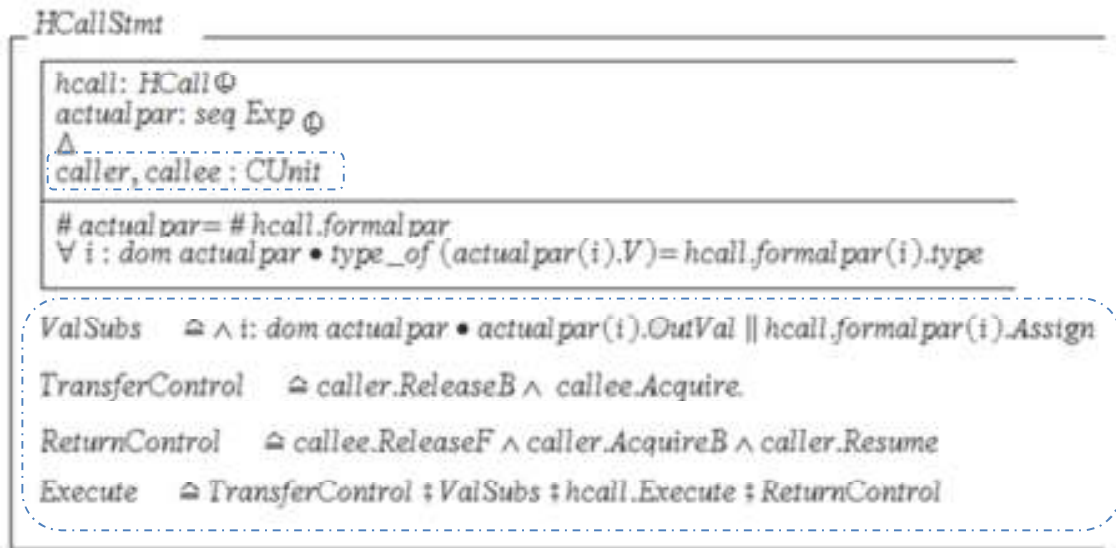 HCallStmt
hcall: HCall Ⓛ
actualpar: seq Exp Ⓛ
Δ
caller, callee : CUnit
# actualpar= # hcall.formalpar
∀ i : dom actualpar • type_of (actualpar(i).V)= hcall.formalpar(i).type
ValSubs ≙ ∧ i: dom actualpar • actualpar(i).OutVal || hcall.formalpar(i).Assign
TransferControl ≙ caller.ReleaseB ∧ callee.Acquire.
ReturnControl ≙ callee.ReleaseF ∧ caller.AcquireB ∧ caller.Resume
Execute ≙ TransferControl ⨟ ValSubs ⨟ hcall.Execute ⨟ ReturnControl